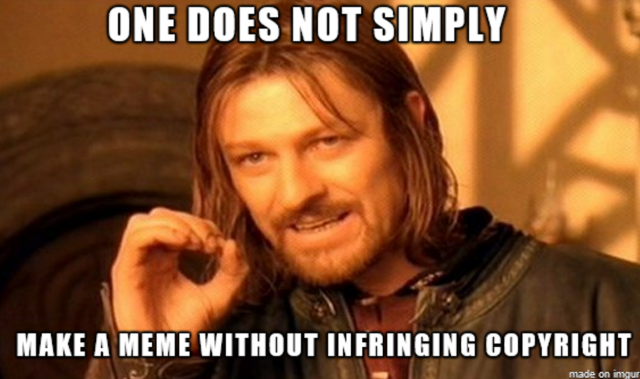 ONE DOES NOT SIMPLY
MAKE A MEME WITHOUT INFRINGING COPYRIGHT
made on imgur